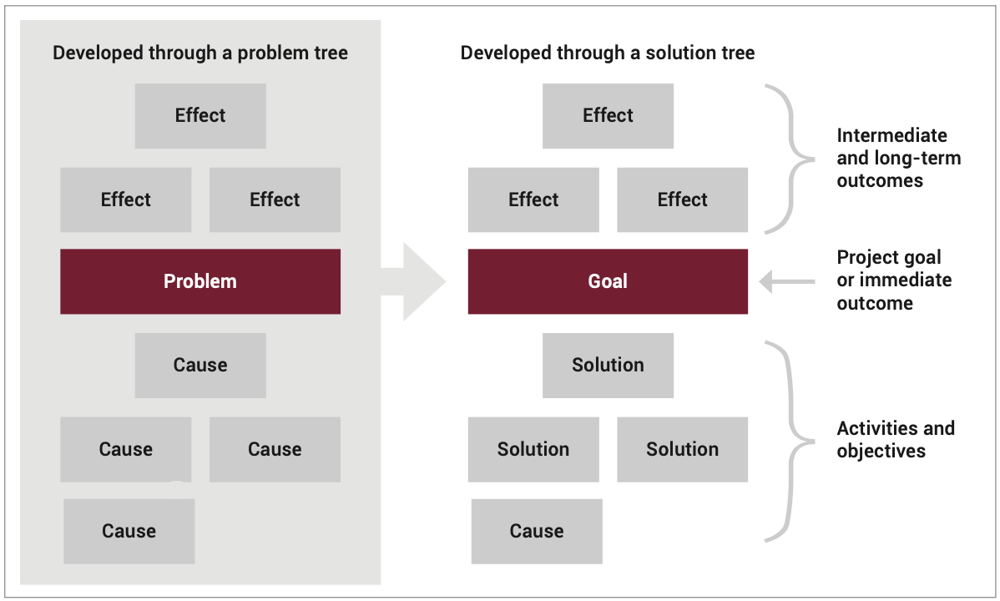 Developed through a problem tree
Effect
Effect
Effect
Problem
Cause
Cause
Cause
Cause
Developed through a solution tree
Effect
Effect
Effect
Goal
Solution
Solution
Solution
Cause
Intermediate
and long-term
outcomes
Project goal
or immediate
outcome
Activities and
objectives